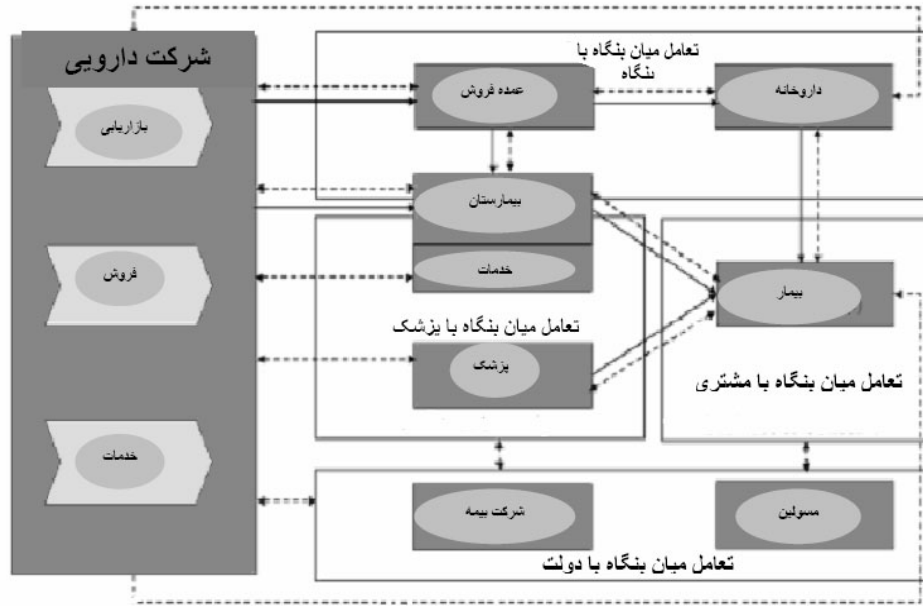 شرکت دارویی
بازاریابی
فروش
خدمات
تعامل میان بنگاه با
بنگاه
عمده فروش
داروخانه
بیمارستان
خدمات
تعامل میان بنگاه با پزشک
پزشک
بیمار
تعامل میان بنگاه با مشتری
شرکت بیمه
مسولین
تعامل میان بنگاه با دولت